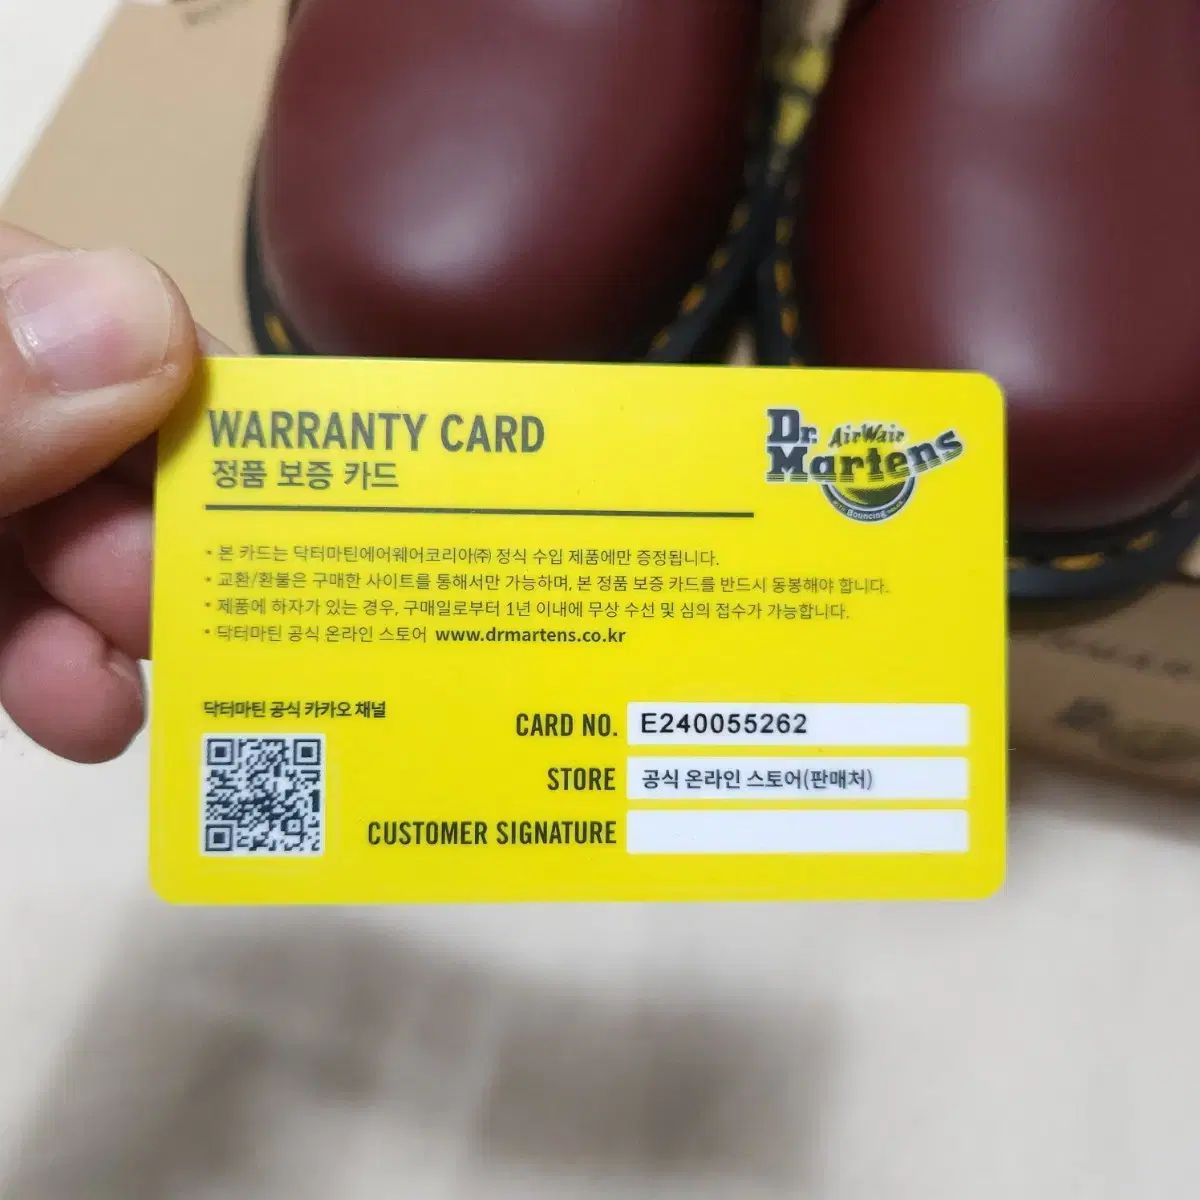 WARRANTY CARD
정품 보증 카드
Dr. Martens
AirWair
WITH Bouncing SOLES
• 본 카드는 닥터마틴에어웨어코리아㈜ 정식 수입 제품에만 증정됩니다.
• 교환/환불은 구매한 사이트를 통해서만 가능하며, 본 정품 보증 카드를 반드시 동봉해야 합니다.
• 제품에 하자가 있는 경우, 구매일로부터 1년 이내에 무상 수선 및 심의 접수가 가능합니다.
• 닥터마틴 공식 온라인 스토어 www.drmartens.co.kr
닥터마틴 공식 카카오 채널
CARD NO. E240055262
STORE 공식 온라인 스토어(판매처)
CUSTOMER SIGNATURE